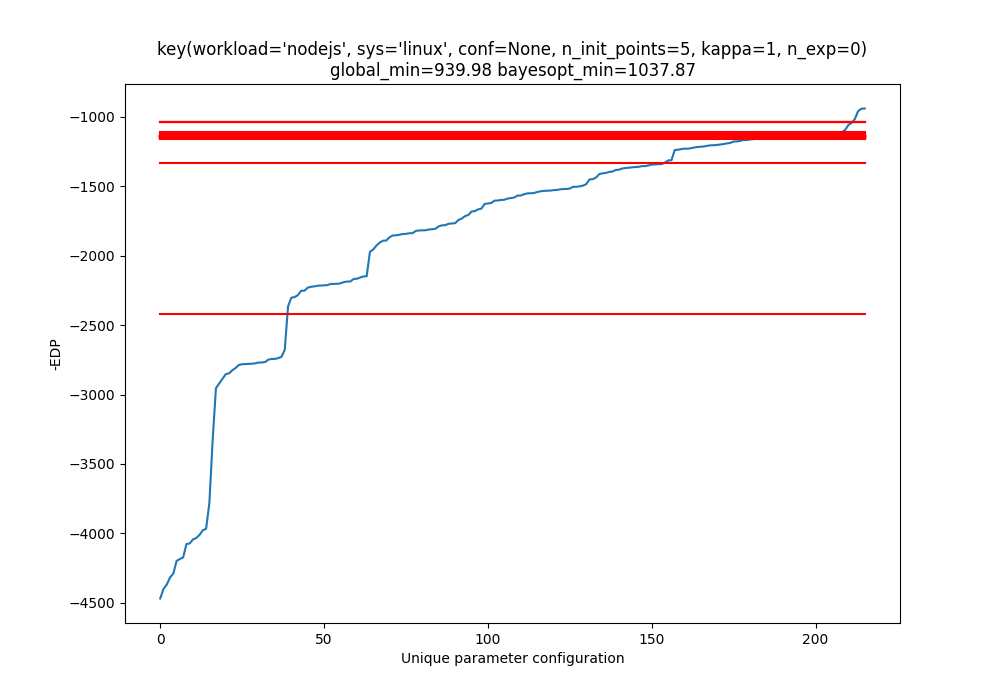 key(workload='nodejs', sys='linux', conf=None, n_init_points=5, kappa=1, n_exp=0)
global_min=939.98 bayesopt_min=1037.87
−1000
−1500
−2000
−2500
−3000
−3500
−4000
−4500
-EDP
0 50 100 150 200
Unique parameter configuration